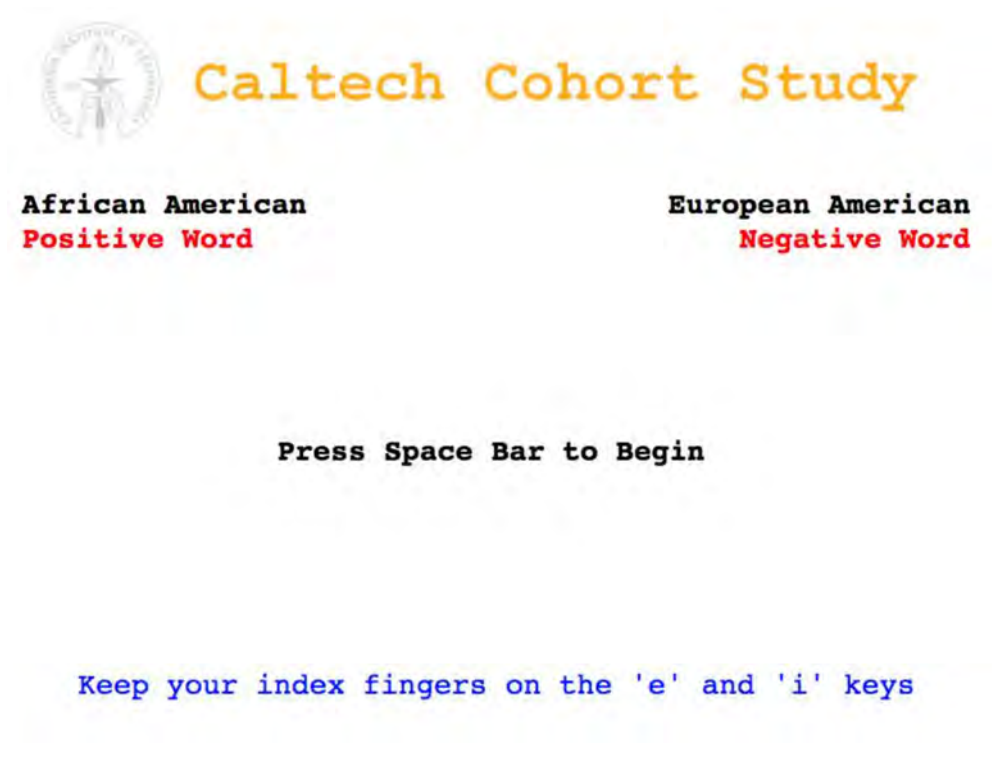 Caltech Cohort Study
African American
European American
Positive Word
Negative Word
Press Space Bar to Begin
Keep your index fingers on the 'e' and 'i' keys